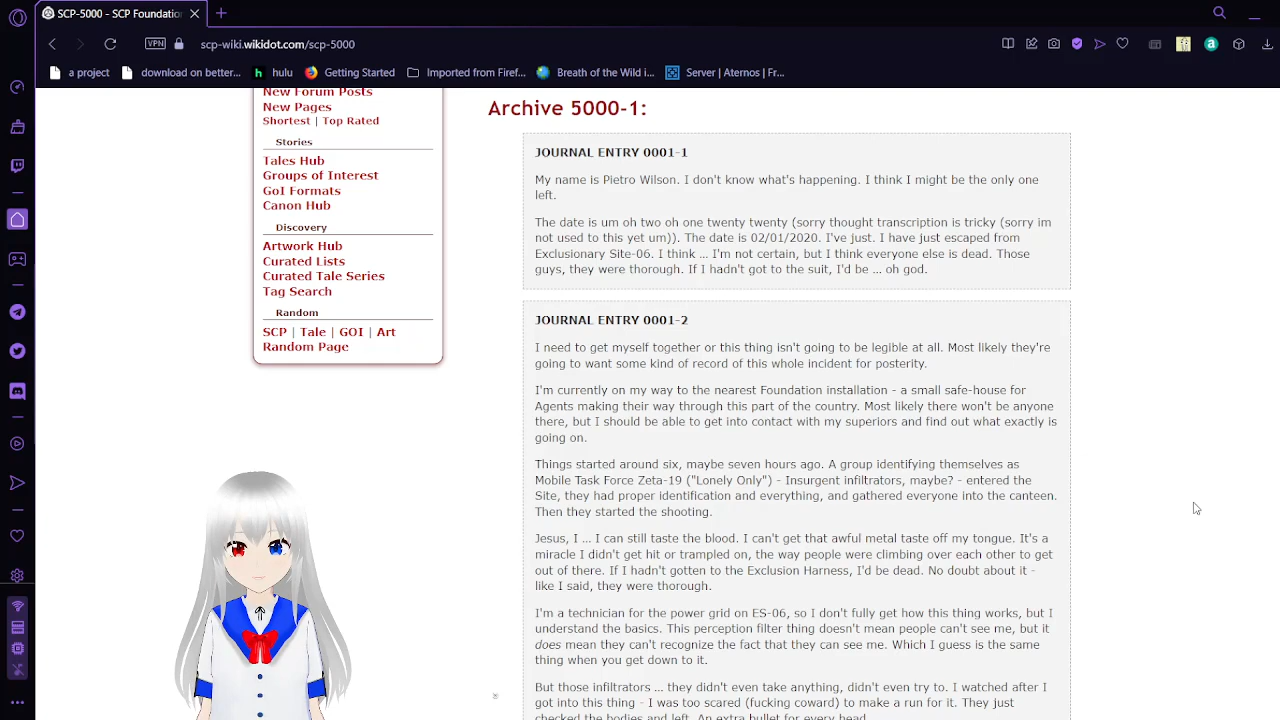 SCP-5000 - SCP Foundation
scp-wiki.wikidot.com/scp-5000
VPN
a project
download on better...
hulu
Getting Started
Imported from Firef...
Breath of the Wild i...
Server | Aternos | Fr...
New Forum Posts
New Pages
Shortest | Top Rated
Stories
Tales Hub
Groups of Interest
GoI Formats
Canon Hub
Discovery
Artwork Hub
Curated Lists
Curated Tale Series
Tag Search
Random
SCP | Tale | GOI | Art
Random Page
Archive 5000-1:
JOURNAL ENTRY 0001-1
My name is Pietro Wilson. I don't know what's happening. I think I might be the only one
left.
The date is um oh two oh one twenty twenty (sorry thought transcription is tricky (sorry im
not used to this yet um)). The date is 02/01/2020. I've just. I have just escaped from
Exclusionary Site-06. I think ... I'm not certain, but I think everyone else is dead. Those
guys, they were thorough. If I hadn't got to the suit, I'd be ... oh god.
JOURNAL ENTRY 0001-2
I need to get myself together or this thing isn't going to be legible at all. Most likely they're
going to want some kind of record of this whole incident for posterity.
I'm currently on my way to the nearest Foundation installation - a small safe-house for
Agents making their way through this part of the country. Most likely there won't be anyone
there, but I should be able to get into contact with my superiors and find out what exactly is
going on.
Things started around six, maybe seven hours ago. A group identifying themselves as
Mobile Task Force Zeta-19 ("Lonely Only") - Insurgent infiltrators, maybe? - entered the
Site, they had proper identification and everything, and gathered everyone into the canteen.
Then they started the shooting.
Jesus, I ... I can still taste the blood. I can't get that awful metal taste off my tongue. It's a
miracle I didn't get hit or trampled on, the way people were climbing over each other to get
out of there. If I hadn't gotten to the Exclusion Harness, I'd be dead. No doubt about it -
like I said, they were thorough.
I'm a technician for the power grid on ES-06, so I don't fully get how this thing works, but I
understand the basics. This perception filter thing doesn't mean people can't see me, but it
does mean they can't recognize the fact that they can see me. Which I guess is the same
thing when you get down to it.
But those infiltrators ... they didn't even take anything, didn't even try to. I watched after I
got into this thing - I was too scared (fucking coward) to make a run for it. They just
checked the bodies and left. An extra bullet for every head.